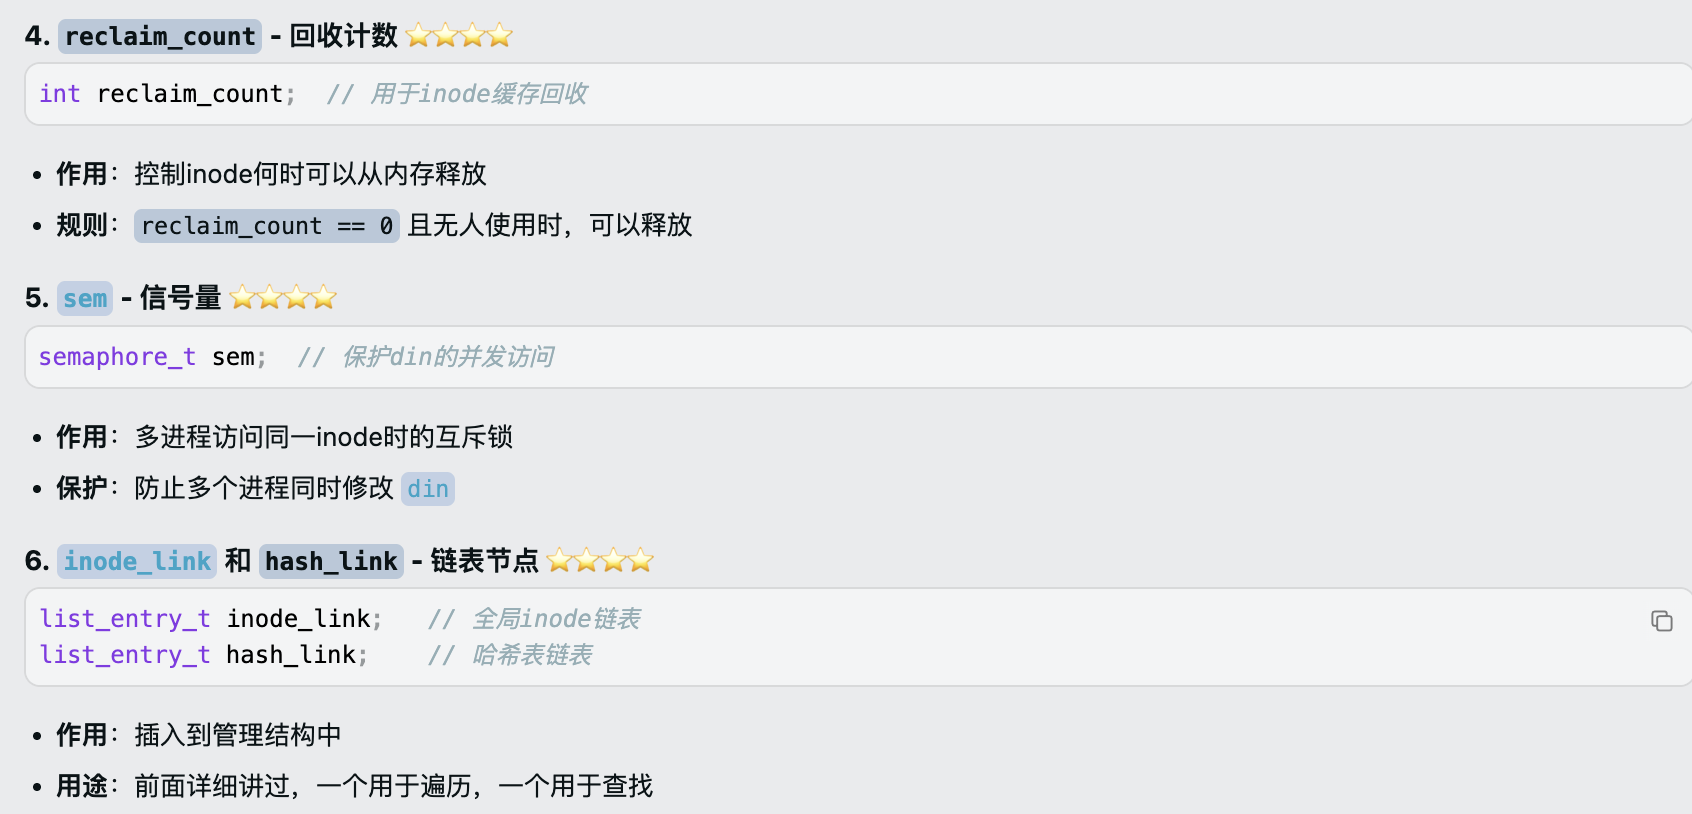 4. reclaim_count - 回收计数 ⭐⭐⭐⭐
int reclaim_count;  // 用于inode缓存回收
• 作用：控制inode何时可以从内存释放
• 规则：reclaim_count == 0 且无人使用时，可以释放
5. sem - 信号量 ⭐⭐⭐⭐
semaphore_t sem;  // 保护din的并发访问
• 作用：多进程访问同一inode时的互斥锁
• 保护：防止多个进程同时修改 din
6. inode_link 和 hash_link - 链表节点 ⭐⭐⭐⭐
list_entry_t inode_link;   // 全局inode链表
list_entry_t hash_link;    // 哈希表链表
• 作用：插入到管理结构中
• 用途：前面详细讲过，一个用于遍历，一个用于查找